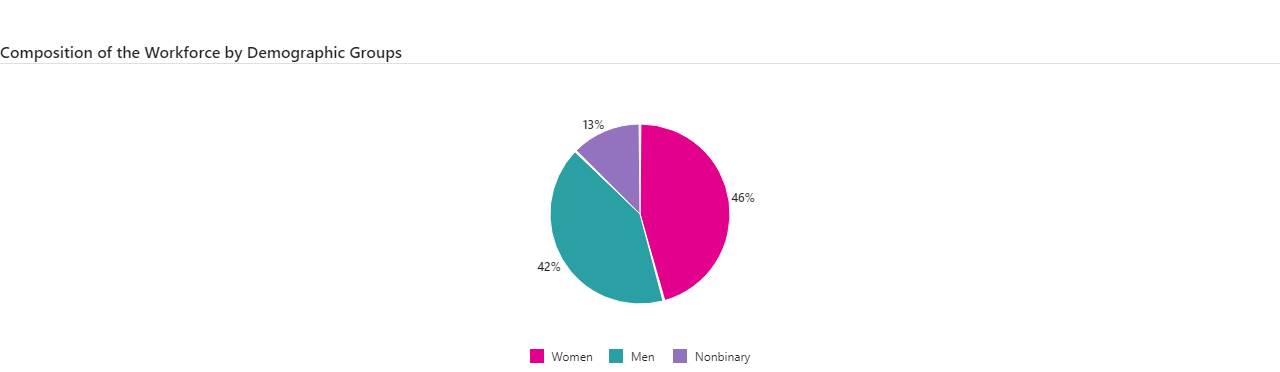 Composition of the Workforce by Demographic Groups
13%
46%
42%
Women Men Nonbinary